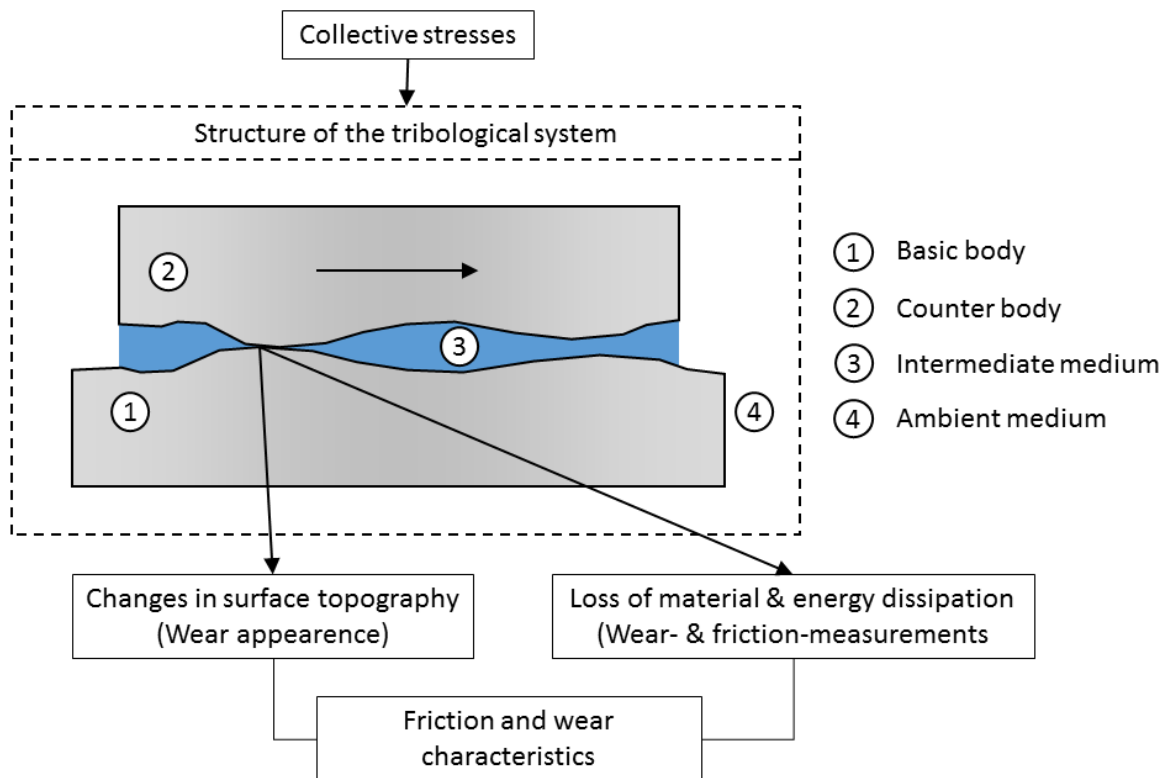 Collective stresses
Structure of the tribological system
2
3
1
4
1 Basic body
2 Counter body
3 Intermediate medium
4 Ambient medium
Changes in surface topography
(Wear appearence)
Loss of material & energy dissipation
(Wear- & friction-measurements
Friction and wear
characteristics